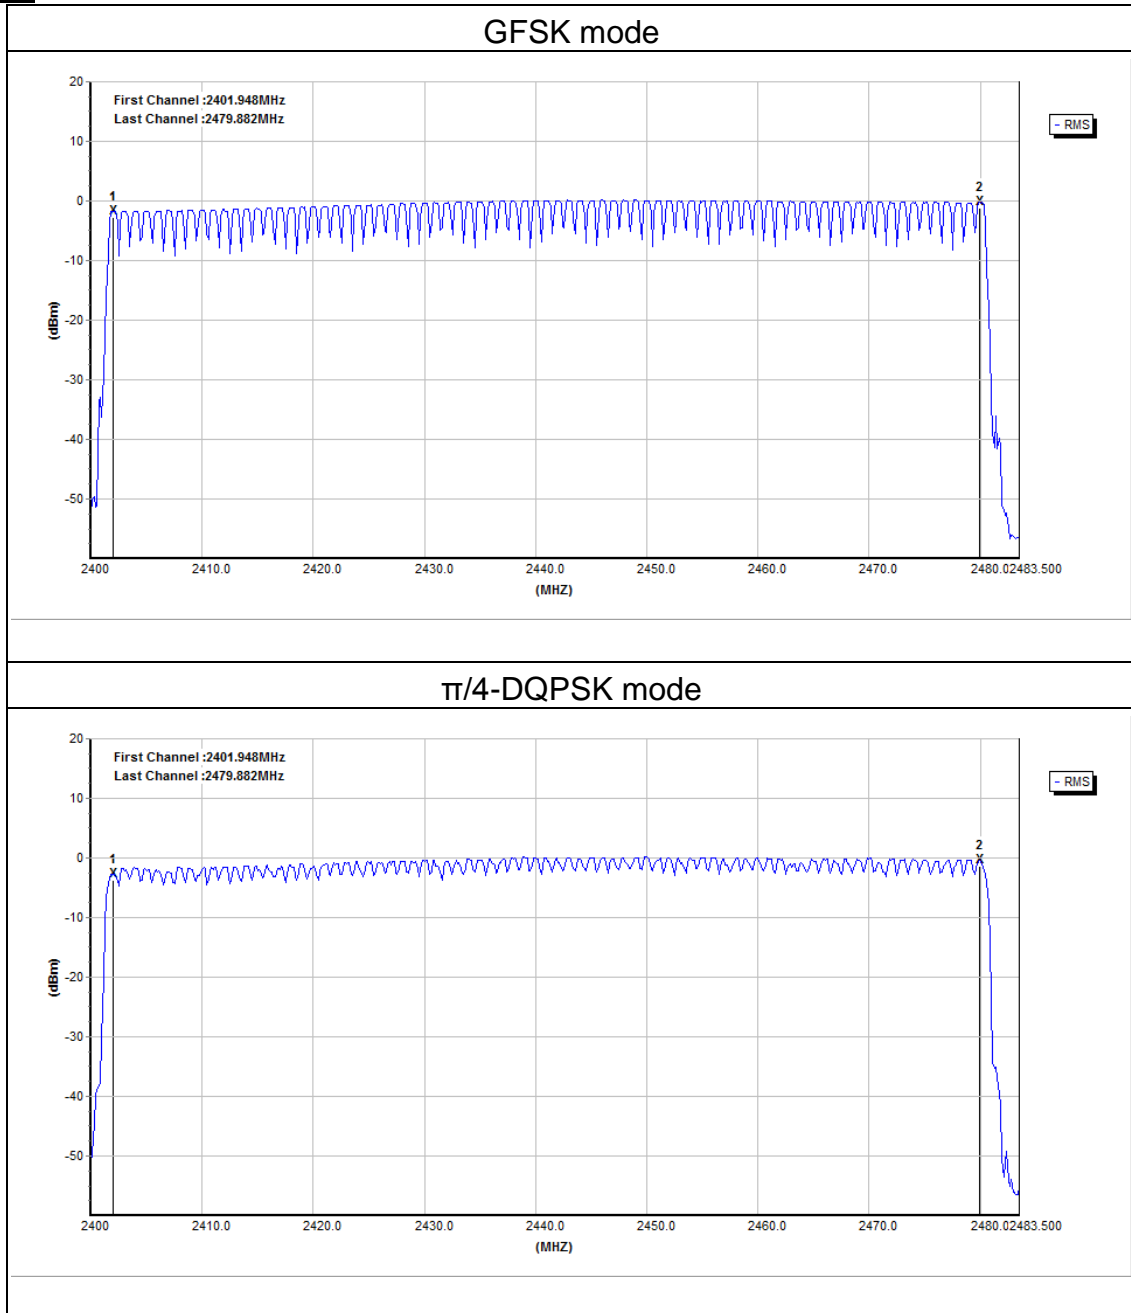 GFSK mode
First Channel :2401.948MHz
Last Channel :2479.882MHz
- RMS
20
10
0
-10
-20
-30
-40
-50
(dBm)
1
X
2
X
2400 2410.0 2420.0 2430.0 2440.0 2450.0 2460.0 2470.0 2480.02483.500
(MHZ)
π/4-DQPSK mode
First Channel :2401.948MHz
Last Channel :2479.882MHz
- RMS
20
10
0
-10
-20
-30
-40
-50
(dBm)
1
X
2
X
2400 2410.0 2420.0 2430.0 2440.0 2450.0 2460.0 2470.0 2480.02483.500
(MHZ)